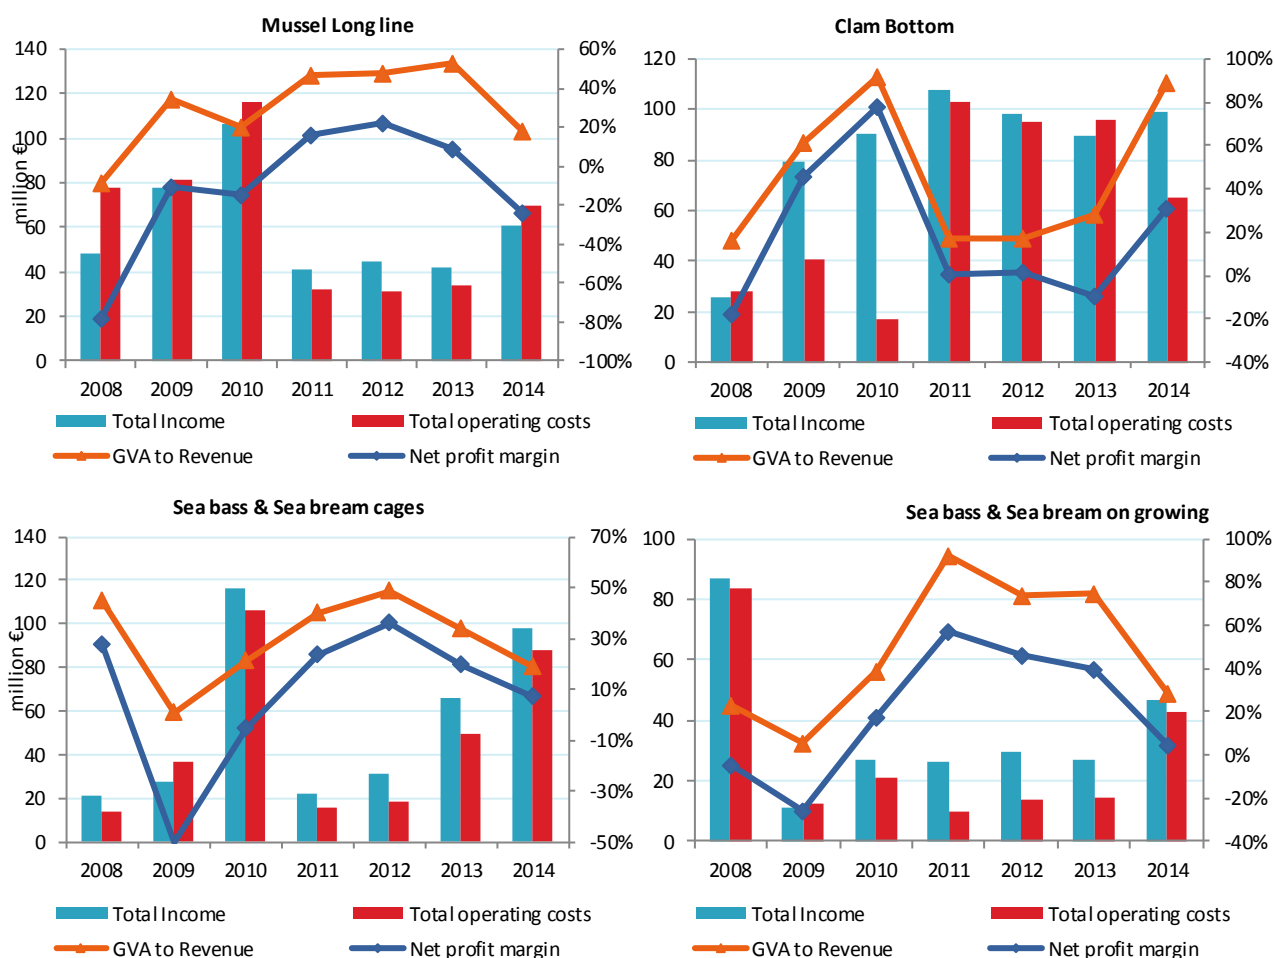 Mussel Long line
140
120
100
80
60
40
20
0
million €
60%
40%
20%
0%
-20%
-40%
-60%
-80%
-100%
2008 2009 2010 2011 2012 2013 2014
Total Income
Total operating costs
GVA to Revenue
Net profit margin
Clam Bottom
120
100
80
60
40
20
0
100%
80%
60%
40%
20%
0%
-20%
-40%
2008 2009 2010 2011 2012 2013 2014
Total Income
Total operating costs
GVA to Revenue
Net profit margin
Sea bass & Sea bream cages
140
120
100
80
60
40
20
0
million €
70%
50%
30%
10%
-10%
-30%
-50%
2008 2009 2010 2011 2012 2013 2014
Total Income
Total operating costs
GVA to Revenue
Net profit margin
Sea bass & Sea bream on growing
100
80
60
40
20
0
100%
80%
60%
40%
20%
0%
-20%
-40%
2008 2009 2010 2011 2012 2013 2014
Total Income
Total operating costs
GVA to Revenue
Net profit margin